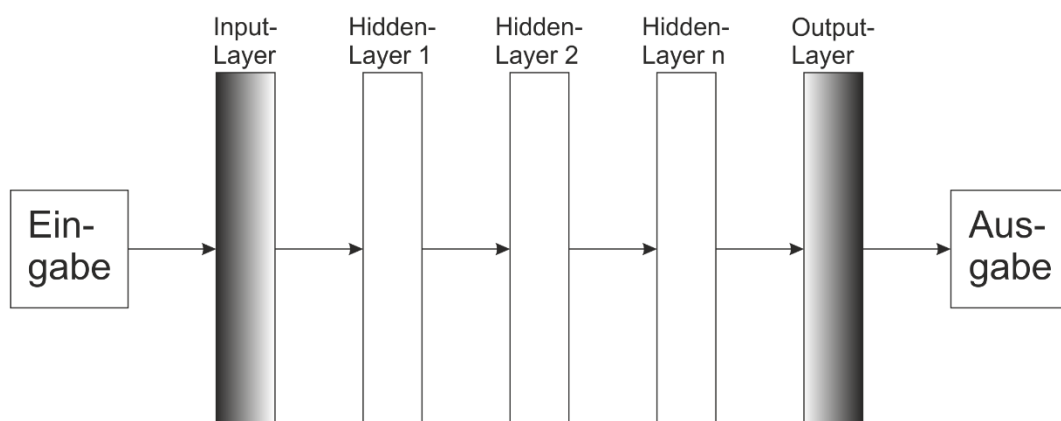 Input-
Layer
Hidden-
Layer 1
Hidden-
Layer 2
Hidden-
Layer n
Output-
Layer
Ein-
gabe
Aus-
gabe